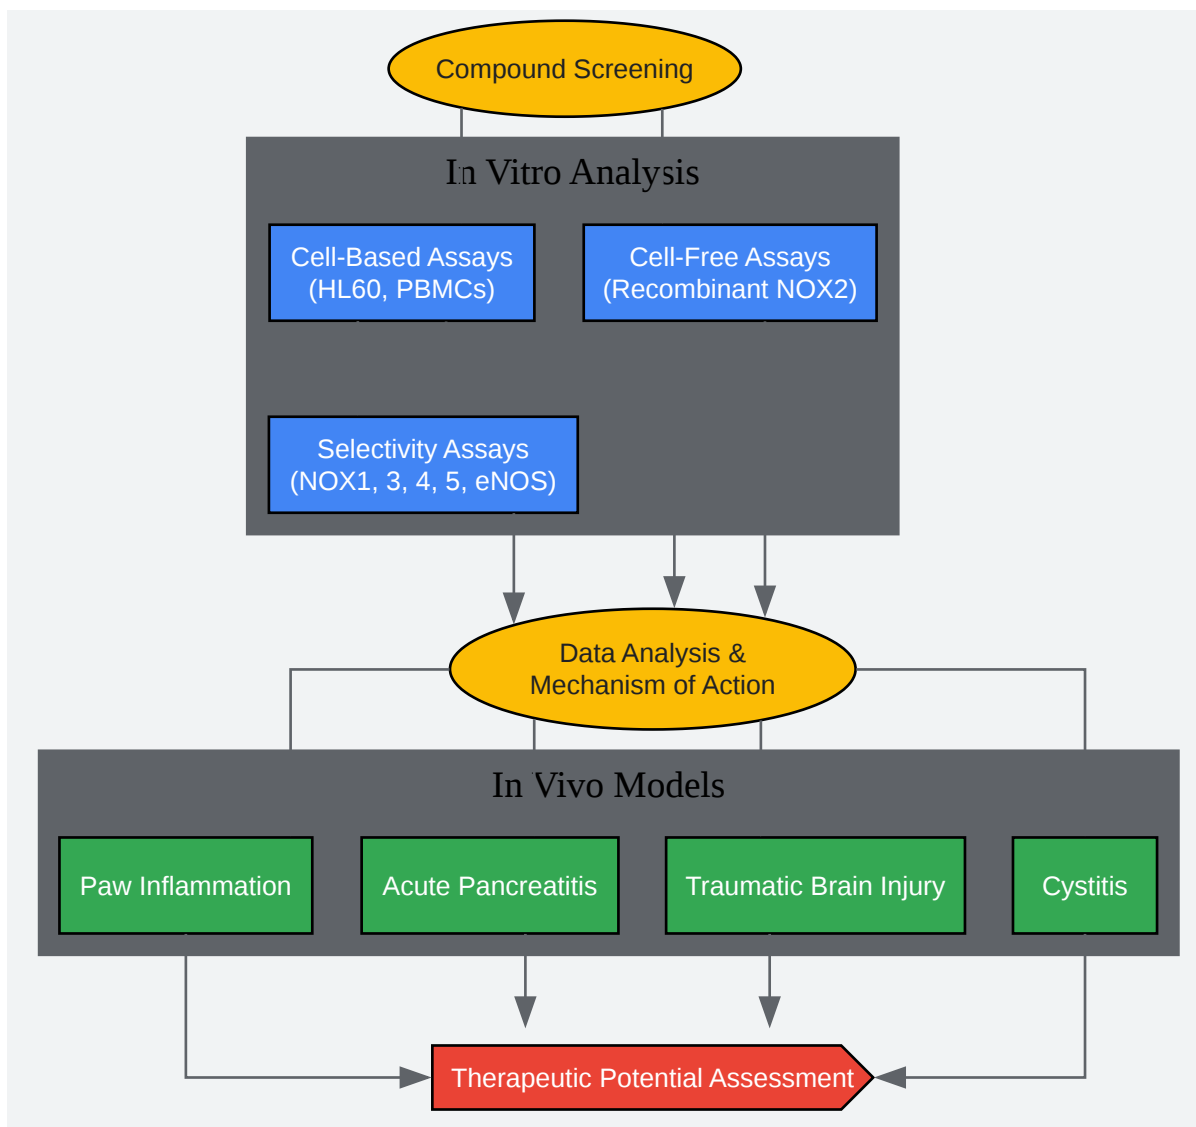 Compound Screening
In Vitro Analysis
Cell-Based Assays
(HL60, PBMCs)
Cell-Free Assays
(Recombinant NOX2)
Selectivity Assays
(NOX1, 3, 4, 5, eNOS)
Data Analysis &
Mechanism of Action
In Vivo Models
Paw Inflammation
Acute Pancreatitis
Traumatic Brain Injury
Cystitis
Therapeutic Potential Assessment